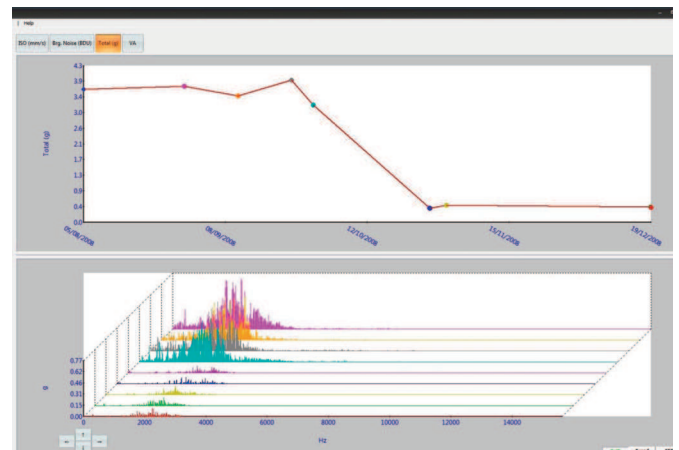 Help
ISO (mm/s) Brg. Noise (BDU) Total (g) VA
4.3
3.9
3.4
3.0
2.6
2.1
1.7
1.3
0.9
0.4
0.0
Total (g)
05/08/2008 08/09/2008 12/10/2008 15/11/2008 19/12/2008
0.77
0.62
0.46
0.31
0.15
0.00
g
0 2000 4000 6000 8000 10000 12000 14000
Hz